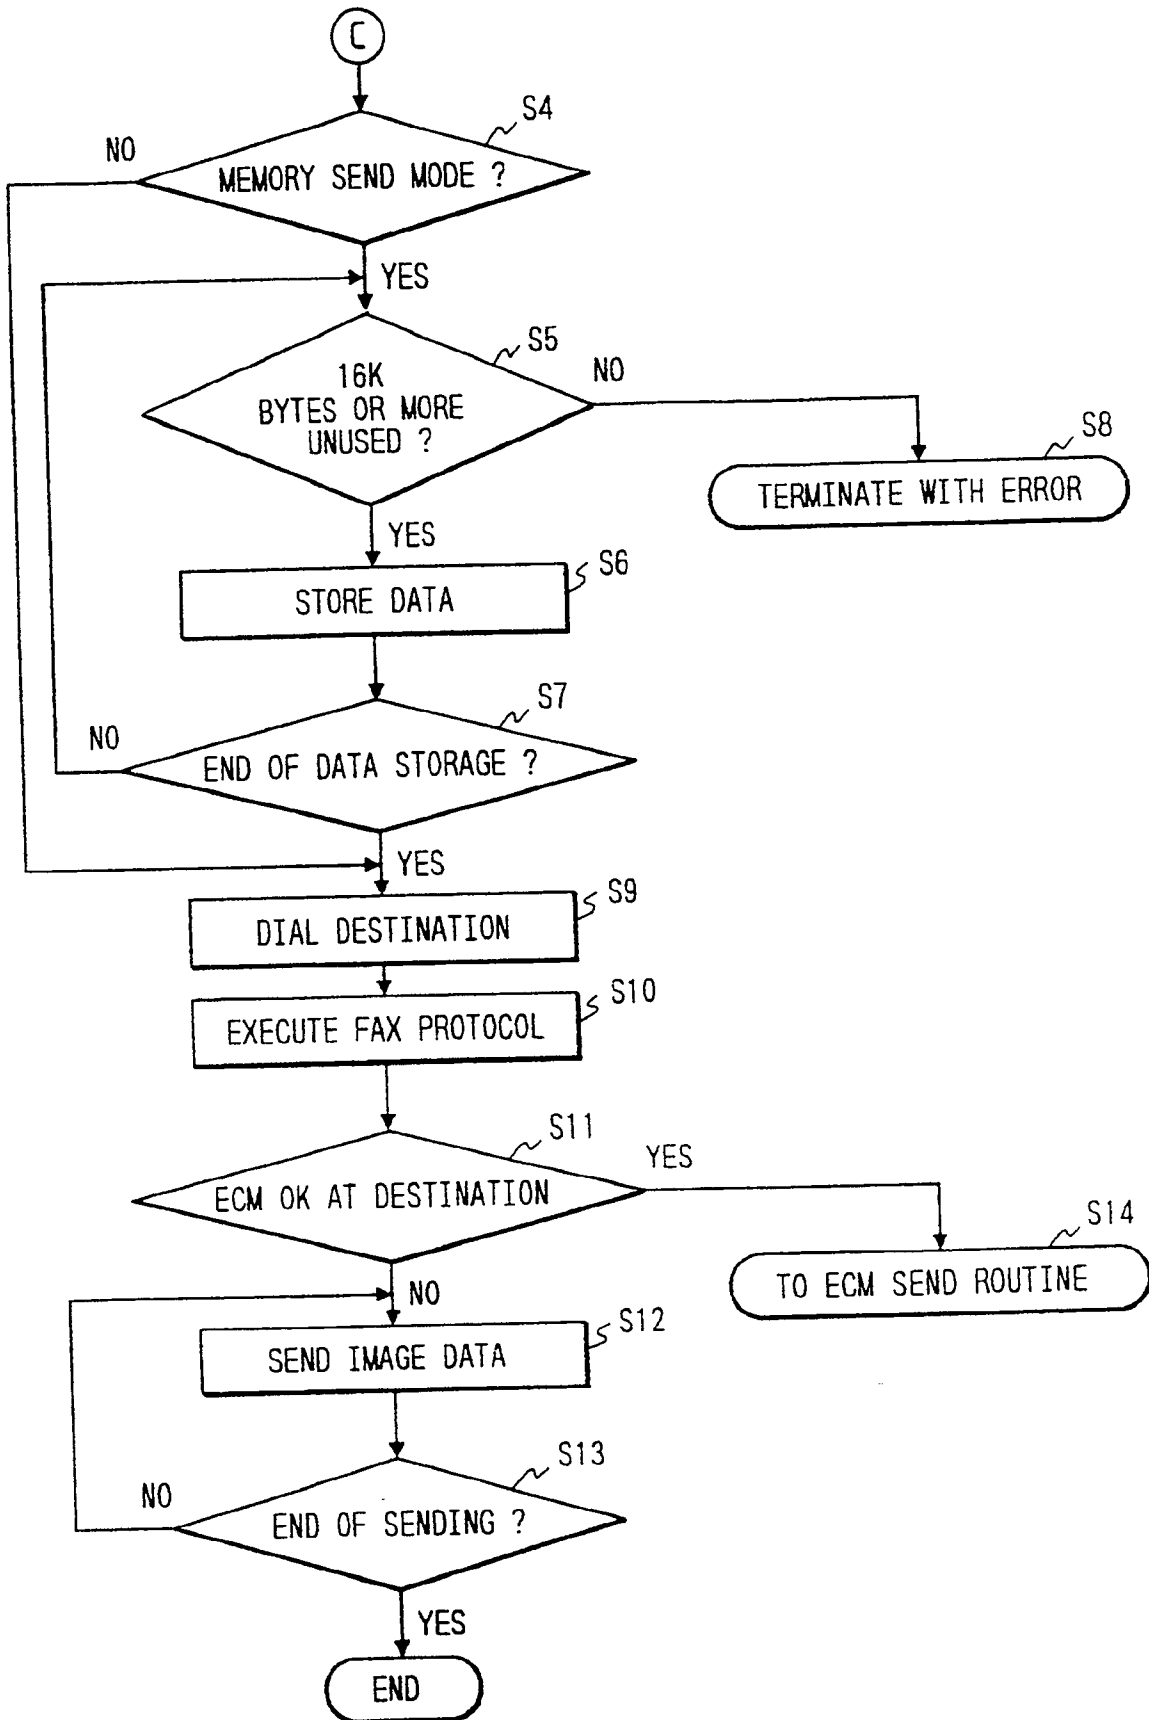 C
S4
NO
MEMORY SEND MODE ?
YES
S5
NO
16K
BYTES OR MORE
UNUSED ?
S8
TERMINATE WITH ERROR
YES
S6
STORE DATA
S7
NO
END OF DATA STORAGE ?
YES
S9
DIAL DESTINATION
S10
EXECUTE FAX PROTOCOL
S11
YES
ECM OK AT DESTINATION
S14
TO ECM SEND ROUTINE
NO
S12
SEND IMAGE DATA
S13
NO
END OF SENDING ?
YES
END